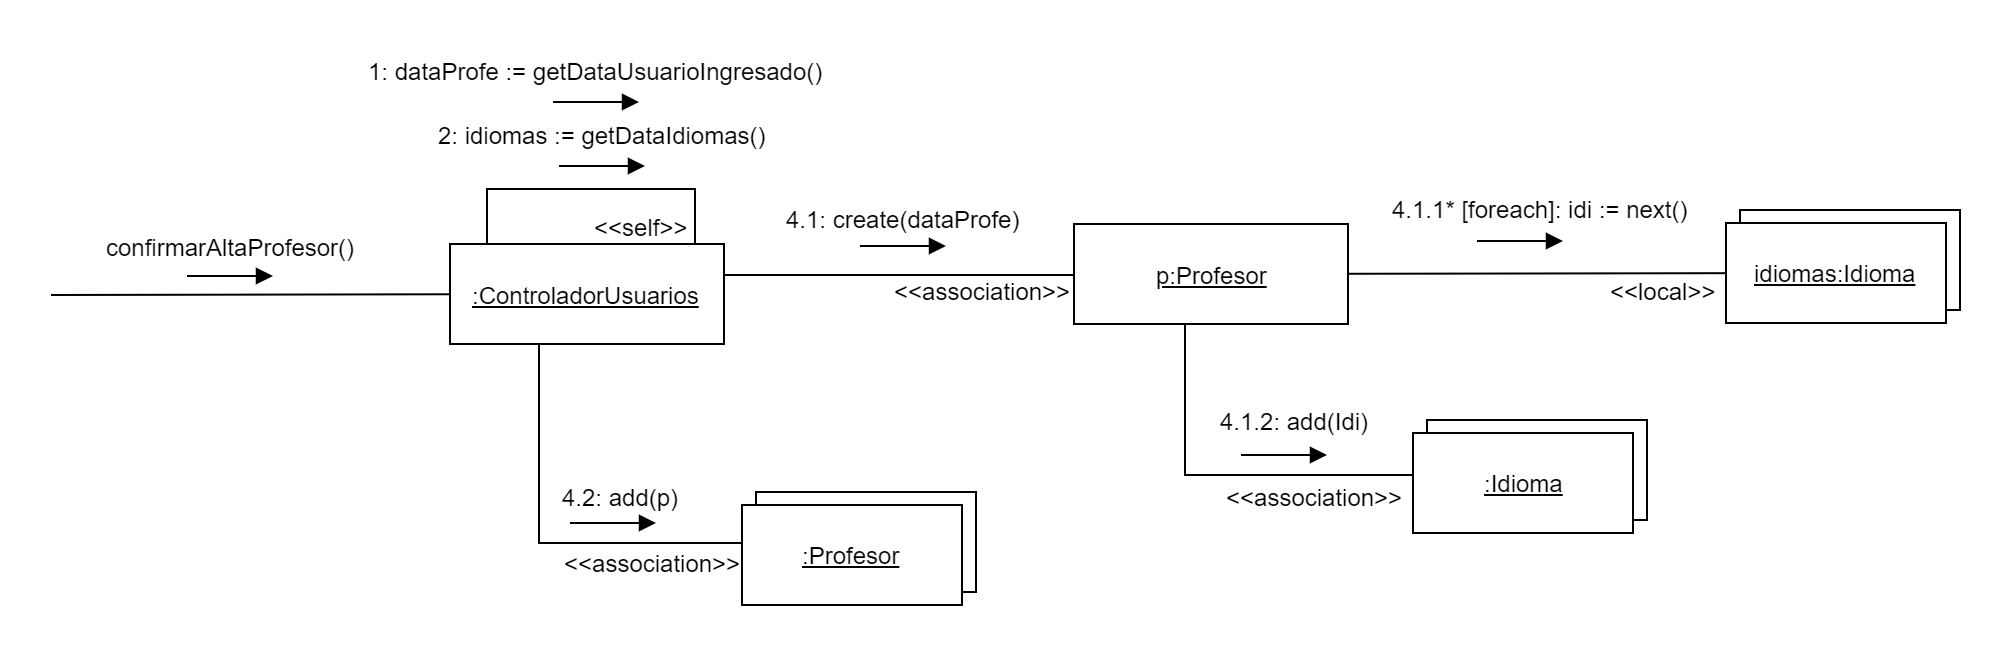 1: dataProfe := getDataUsuarioIngresado()
2: idiomas := getDataIdiomas()
<<self>>
confirmarAltaProfesor()
:ControladorUsuarios
4.1: create(dataProfe)
<<association>>
p:Profesor
4.1.1* [foreach]: idi := next()
<<local>>
idiomas:Idioma
4.1.2: add(Idi)
<<association>>
:Idioma
4.2: add(p)
<<association>>
:Profesor